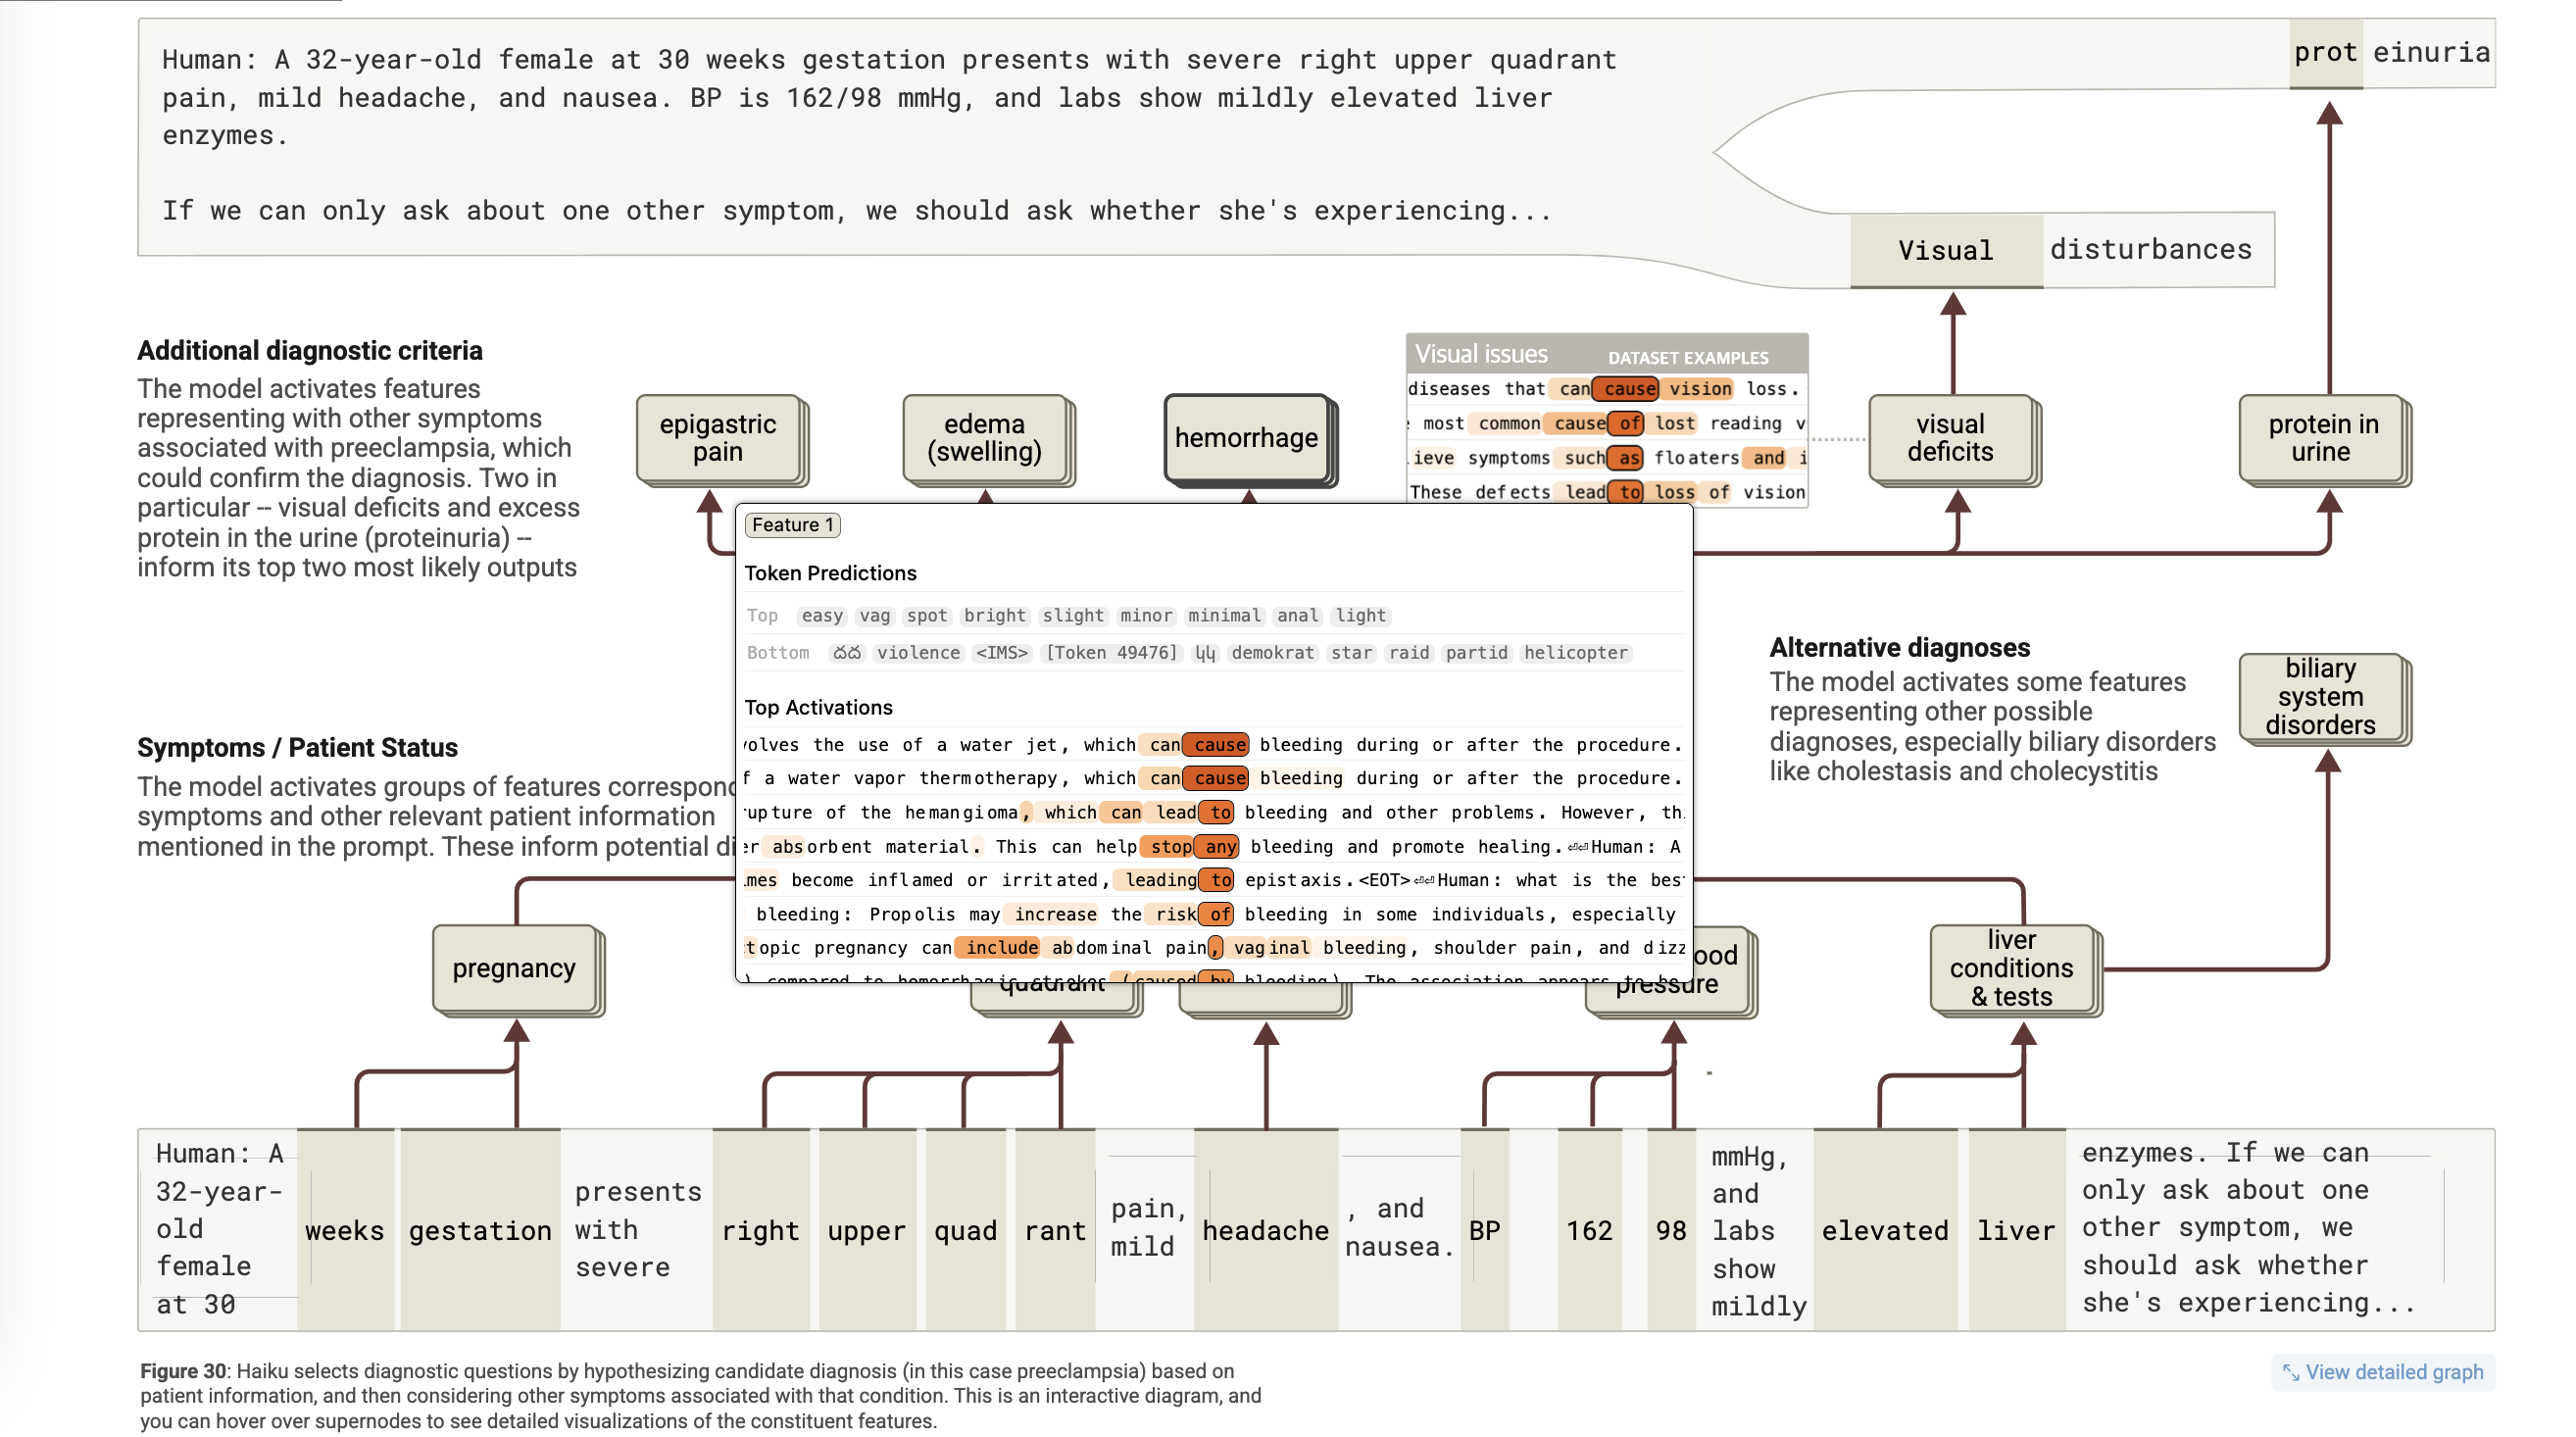 Human: A 32-year-old female at 30 weeks gestation presents with severe right upper quadrant
pain, mild headache, and nausea. BP is 162/98 mmHg, and labs show mildly elevated liver
enzymes.
If we can only ask about one other symptom, we should ask whether she's experiencing...
proteinuria
Visual disturbances
Additional diagnostic criteria
The model activates features
representing with other symptoms
associated with preeclampsia, which
could confirm the diagnosis. Two in
particular -- visual deficits and excess
protein in the urine (proteinuria) --
inform its top two most likely outputs
epigastric
pain
edema
(swelling)
hemorrhage
Visual issues DATASET EXAMPLES
diseases that can cause vision loss.
most common cause of lost reading v
ieve symptoms such as floaters and i
These defects lead to loss of vision
visual
deficits
protein in
urine
Feature 1
Token Predictions
Top easy vag spot bright slight minor minimal anal light
Bottom దద violence <IMS> [Token 49476] կկ demokrat star raid partid helicopter
Top Activations
volves the use of a water jet, which can cause bleeding during or after the procedure.
f a water vapor thermotherapy, which can cause bleeding during or after the procedure.
rupture of the hemangioma, which can lead to bleeding and other problems. However, thi
er absorbent material. This can help stop any bleeding and promote healing.⏎⏎Human: A
imes become inflamed or irritated, leading to epistaxis.<EOT>⏎⏎Human: what is the bes
bleeding: Propolis may increase the risk of bleeding in some individuals, especially
topic pregnancy can include abdominal pain, vaginal bleeding, shoulder pain, and dizz
) compared to hemorrhagic strokes (caused by bleeding). The association appears to be
Alternative diagnoses
The model activates some features
representing other possible
diagnoses, especially biliary disorders
like cholestasis and cholecystitis
biliary
system
disorders
Symptoms / Patient Status
The model activates groups of features correspond
symptoms and other relevant patient information
mentioned in the prompt. These inform potential di
pregnancy
quadrant
ood
pressure
liver
conditions
& tests
Human: A
32-year-
old
female
at 30
weeks
gestation
presents
with
severe
right
upper
quad
rant
pain,
mild
headache
, and
nausea.
BP
162
98
mmHg,
and
labs
show
mildly
elevated
liver
enzymes. If we can
only ask about one
other symptom, we
should ask whether
she's experiencing...
Figure 30: Haiku selects diagnostic questions by hypothesizing candidate diagnosis (in this case preeclampsia) based on
patient information, and then considering other symptoms associated with that condition. This is an interactive diagram, and
you can hover over supernodes to see detailed visualizations of the constituent features.
View detailed graph